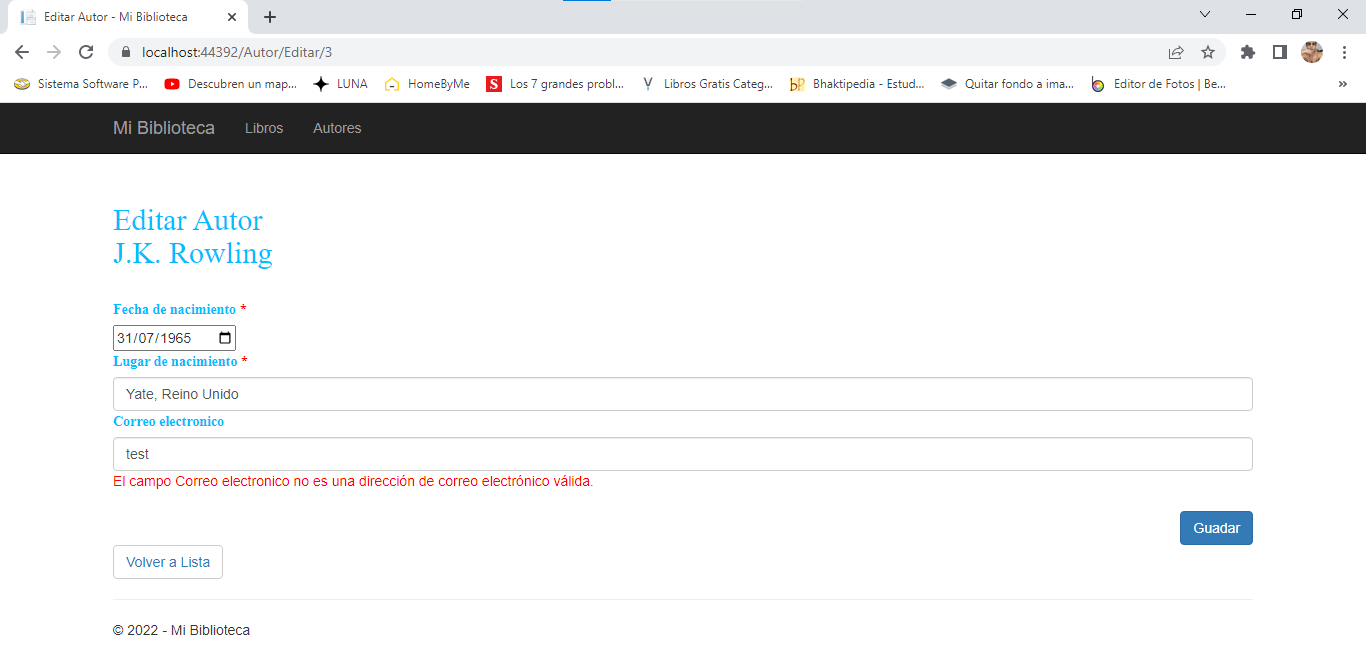 Editar Autor - Mi Biblioteca
localhost:44392/Autor/Editar/3
Sistema Software P... Descubren un map... LUNA HomeByMe S Los 7 grandes probl... Y Libros Gratis Categ... bp Bhaktipedia - Estud... Quitar fondo a ima... Editor de Fotos | Be... »
Mi Biblioteca Libros Autores
Editar Autor
J.K. Rowling
Fecha de nacimiento *
31/07/1965
Lugar de nacimiento *
Yate, Reino Unido
Correo electronico
test
El campo Correo electronico no es una dirección de correo electrónico válida.
Guadar
Volver a Lista
© 2022 - Mi Biblioteca